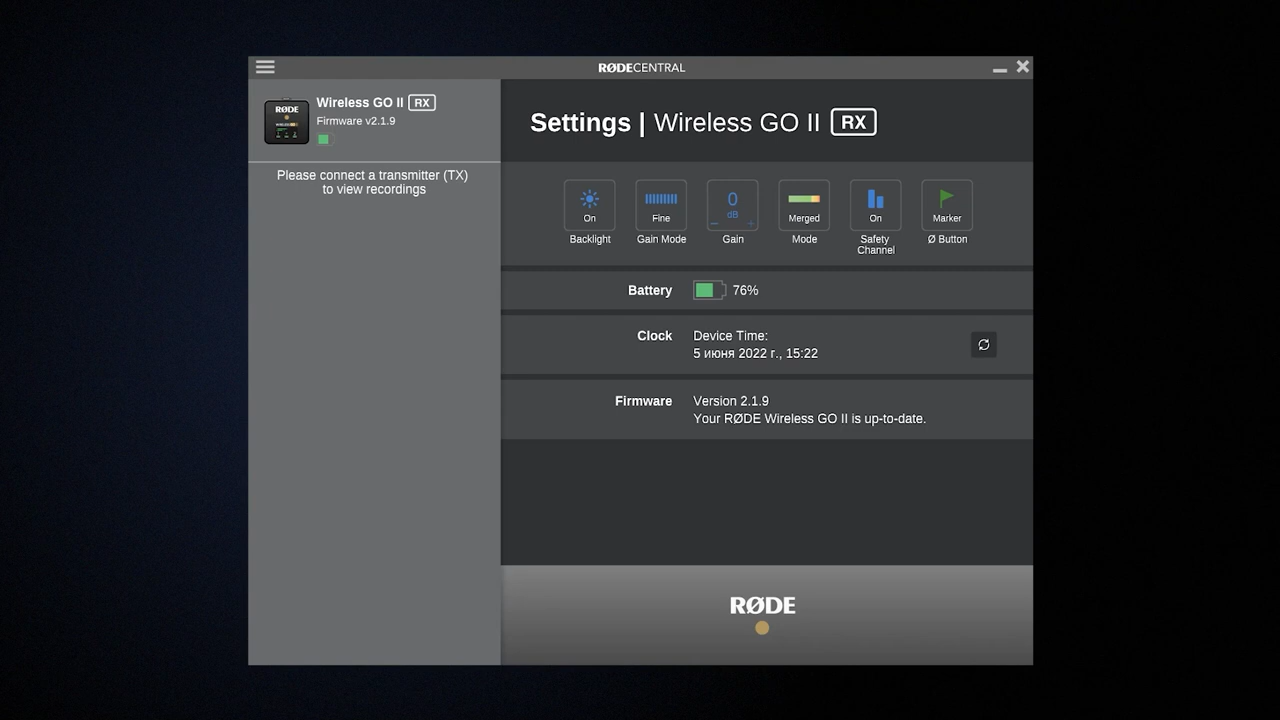 RØDECENTRAL
Wireless GO II RX
Firmware v2.1.9
Please connect a transmitter (TX)
to view recordings
Settings | Wireless GO II RX
On
Backlight
Fine
Gain Mode
0
dB
− +
Gain
Merged
Mode
On
Safety
Channel
Marker
Ø Button
Battery 76%
Clock Device Time:
5 июня 2022 г., 15:22
Firmware Version 2.1.9
Your RØDE Wireless GO II is up-to-date.
RØDE
RØDE